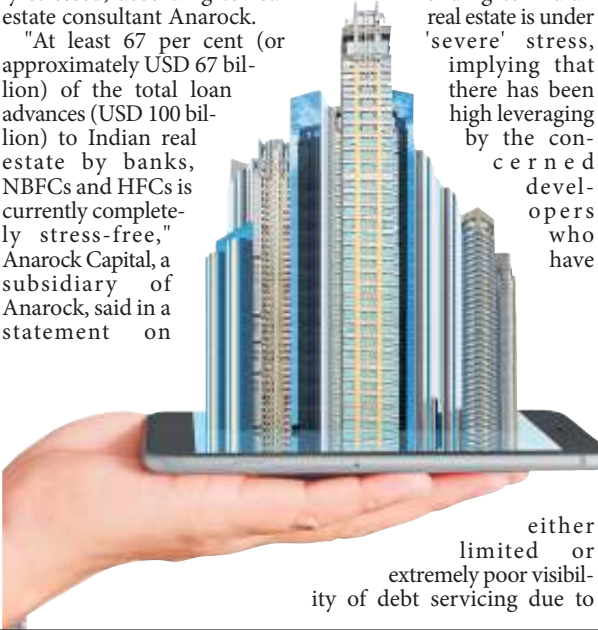 estate consultant Anarock.
"At least 67 per cent (or
approximately USD 67 bil-
lion) of the total loan
advances (USD 100 bil-
lion) to Indian real
estate by banks,
NBFCs and HFCs is
currently complete-
ly stress-free,"
Anarock Capital, a
subsidiary of
Anarock, said in a
statement on
real estate is under
'severe' stress,
implying that
there has been
high leveraging
by the con-
cerned
devel-
opers
who
have
either
limited or
extremely poor visibil-
ity of debt servicing due to